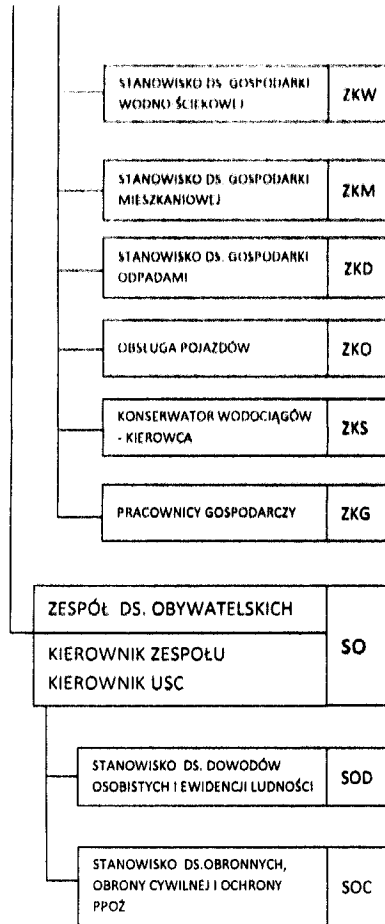 STANOWISKO DS. GOSPODARKI
WODNO ŚCIEKOWEJ
ZKW
STANOWISKO DS. GOSPODARKI
MIESZKANIOWEJ
ZKM
STANOWISKO DS. GOSPODARKI
ODPADAMI
ZKD
OBSŁUGA POJAZDÓW
ZKO
KONSERWATOR WODOCIĄGÓW
- KIEROWCA
ZKS
PRACOWNICY GOSPODARCZY
ZKG
ZESPÓŁ DS. OBYWATELSKICH
KIEROWNIK ZESPOŁU
KIEROWNIK USC
SO
STANOWISKO DS. DOWODÓW
OSOBISTYCH I EWIDENCJI LUDNOŚCI
SOD
STANOWISKO DS.OBRONNYCH,
OBRONY CYWILNEJ I OCHRONY
PPOŻ
SOC